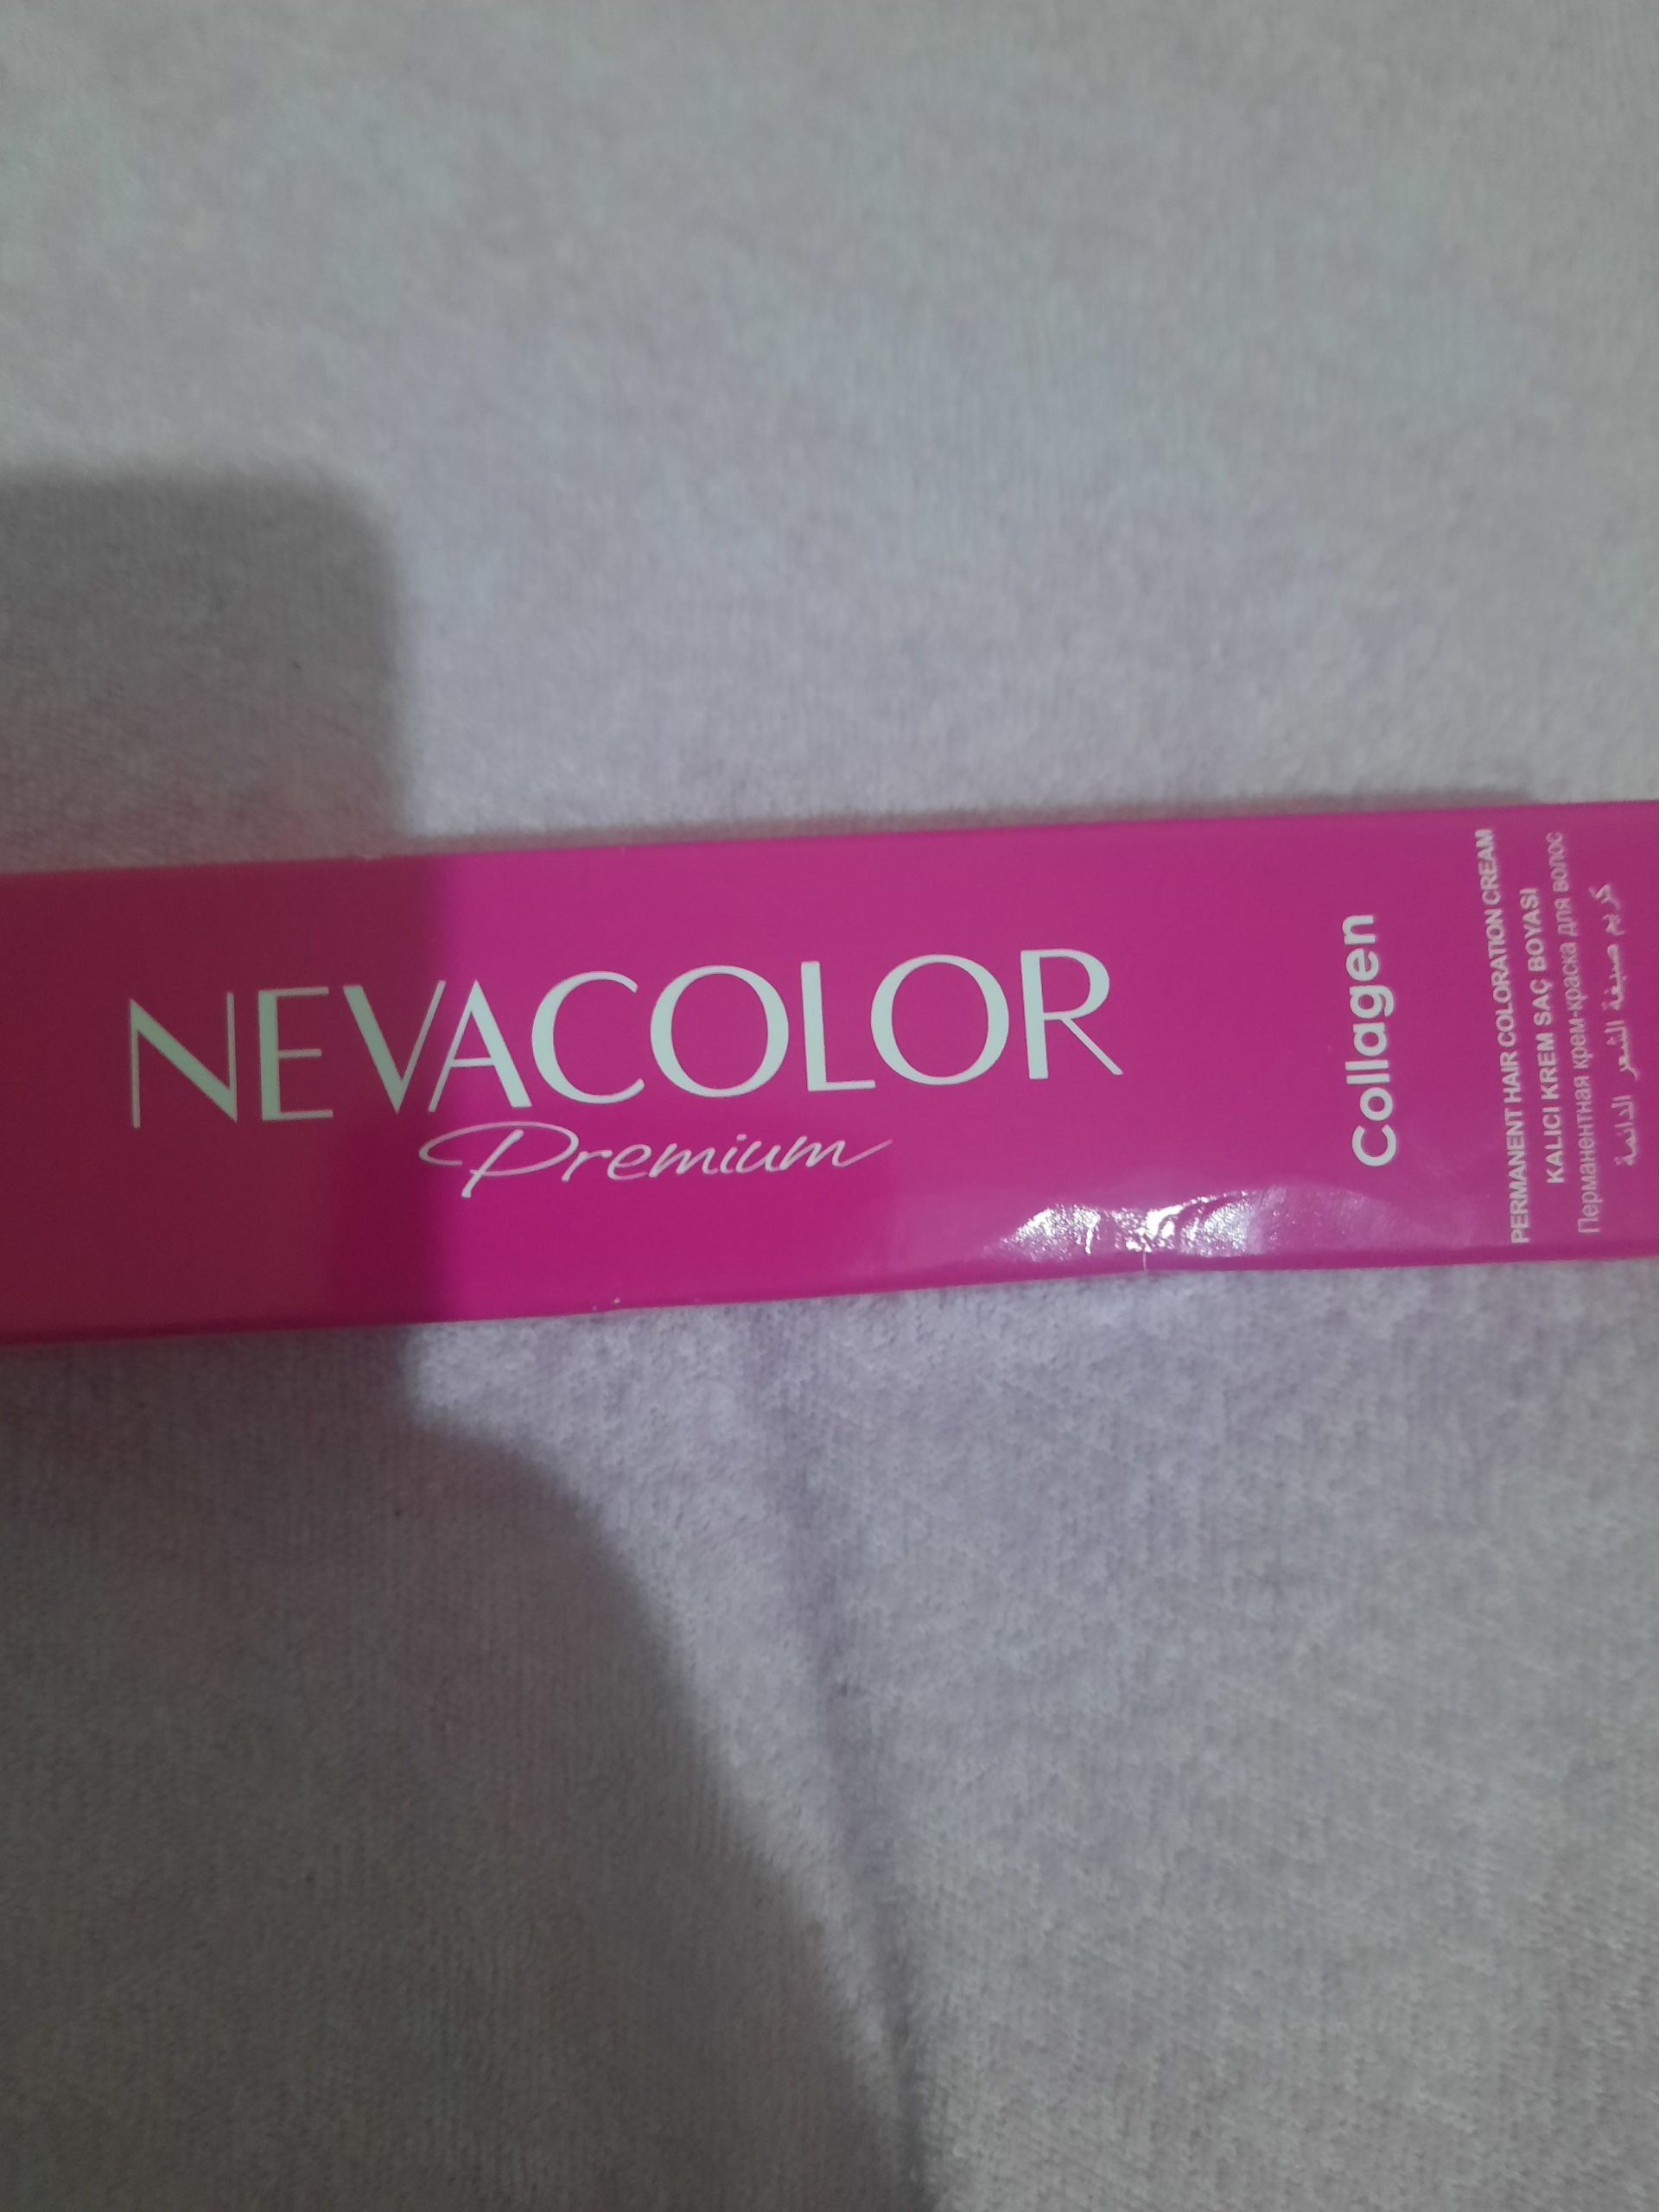 NEVACOLOR
Premium
Collagen
PERMANENT HAIR COLORATION CREAM
KALICI KREM SAÇ BOYASI
Перманентная крем-краска для волос
كريم صبغة الشعر الدائمة